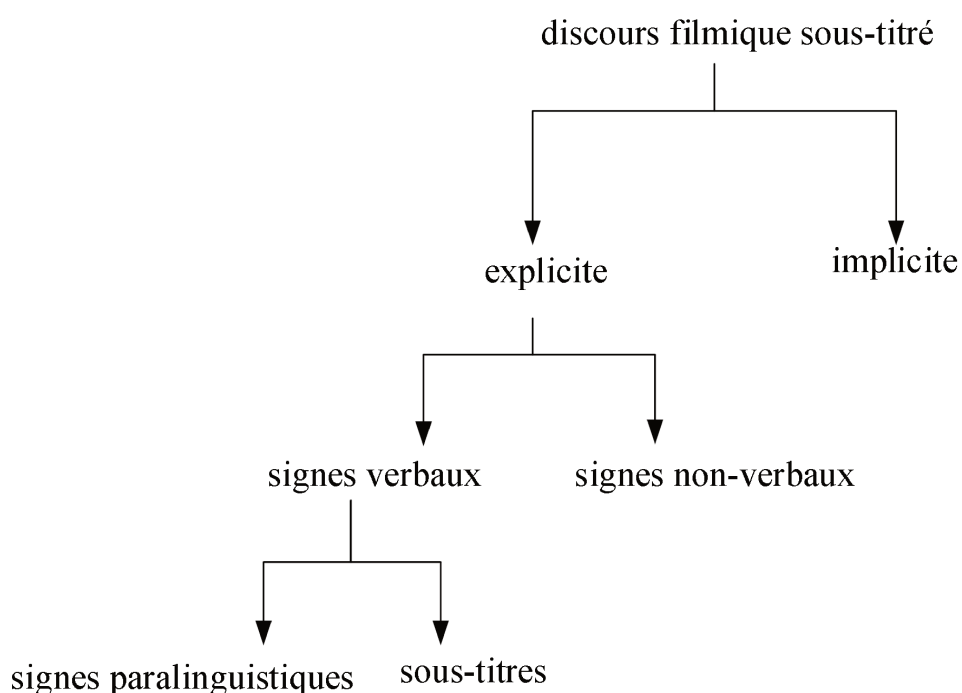 discours filmique sous-titré
explicite
implicite
signes verbaux
signes non-verbaux
signes paralinguistiques
sous-titres